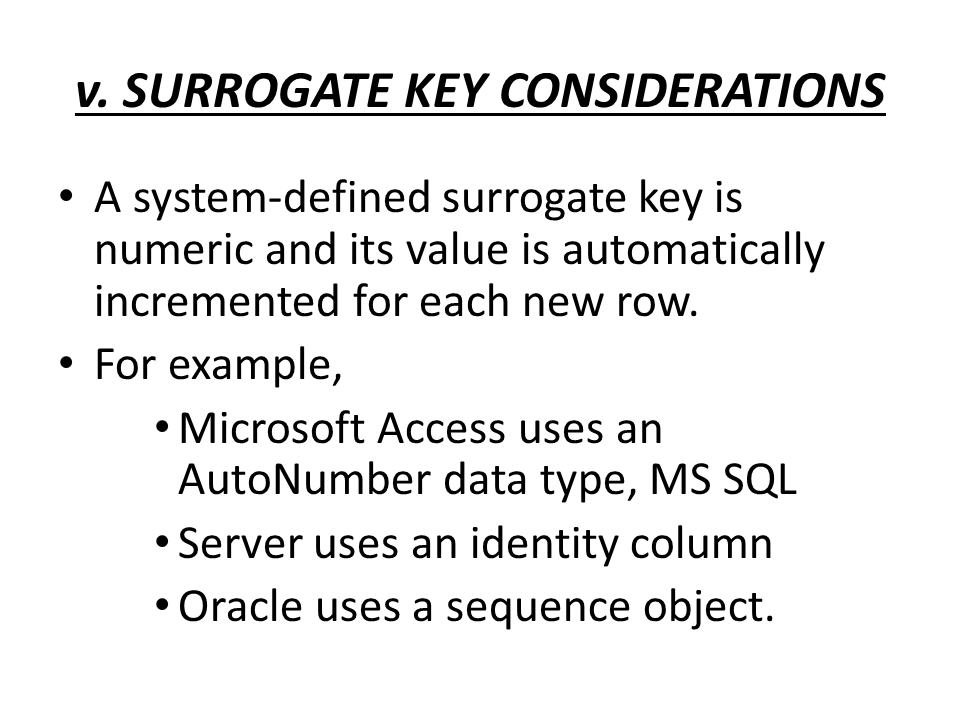 v. SURROGATE KEY CONSIDERATIONS
• A system-defined surrogate key is
numeric and its value is automatically
incremented for each new row.
• For example,
• Microsoft Access uses an
AutoNumber data type, MS SQL
• Server uses an identity column
• Oracle uses a sequence object.